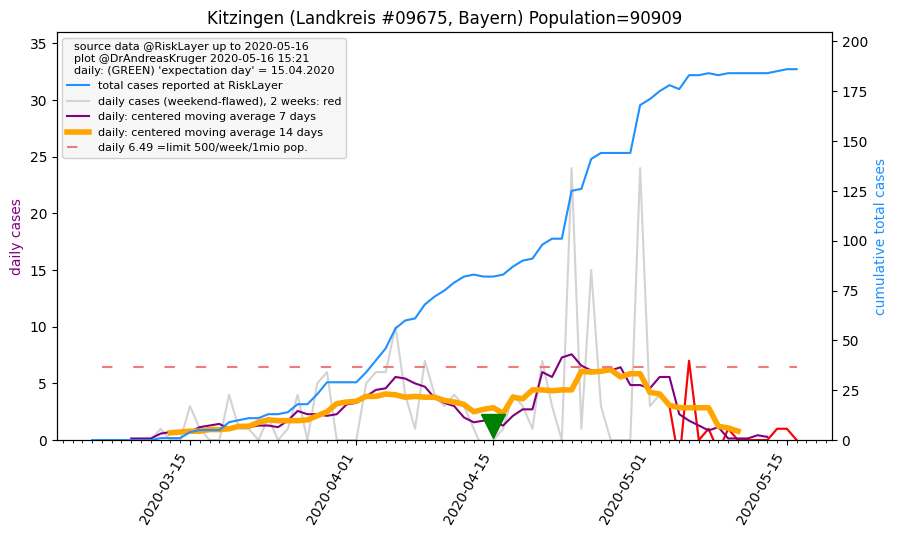 Kitzingen (Landkreis #09675, Bayern) Population=90909
source data @RiskLayer up to 2020-05-16
plot @DrAndreasKruger 2020-05-16 15:21
daily: (GREEN) 'expectation day' = 15.04.2020
total cases reported at RiskLayer
daily cases (weekend-flawed), 2 weeks: red
daily: centered moving average 7 days
daily: centered moving average 14 days
daily 6.49 =limit 500/week/1mio pop.
daily cases
35
30
25
20
15
10
5
0
cumulative total cases
200
175
150
125
100
75
50
25
0
2020-03-15
2020-04-01
2020-04-15
2020-05-01
2020-05-15